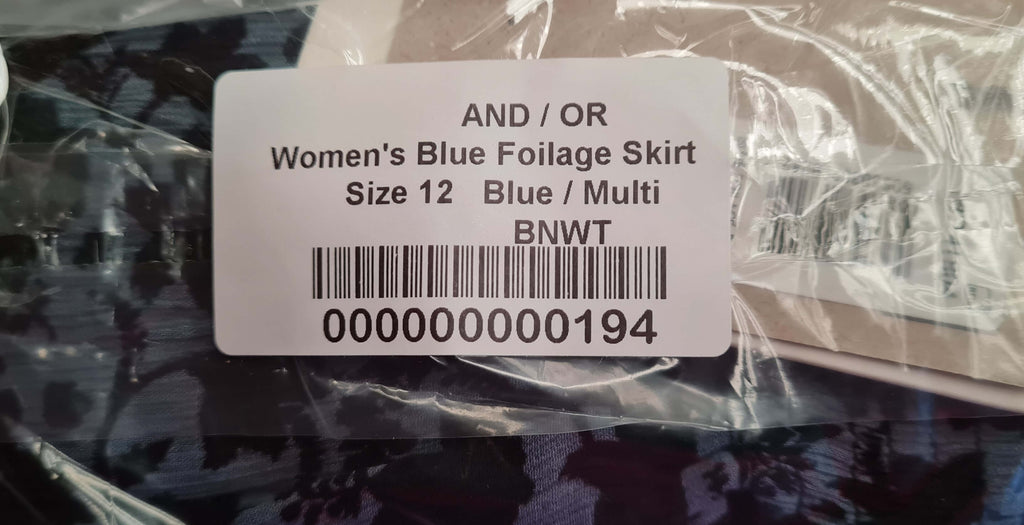 AND / OR
Women's Blue Foilage Skirt
Size 12 Blue / Multi
BNWT
000000000194